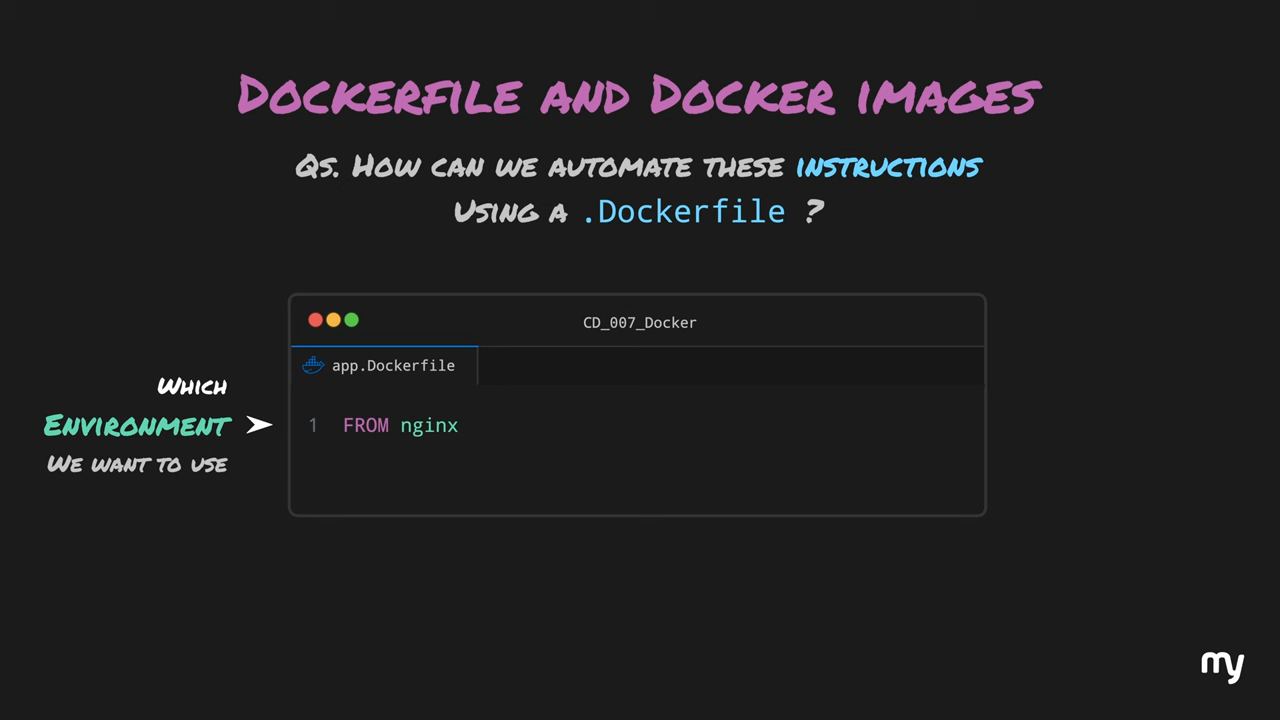 Dockerfile and Docker images
Qs. How can we automate these instructions
Using a .Dockerfile ?
CD_007_Docker
app.Dockerfile
Which
Environment
We want to use
1 FROM nginx
my